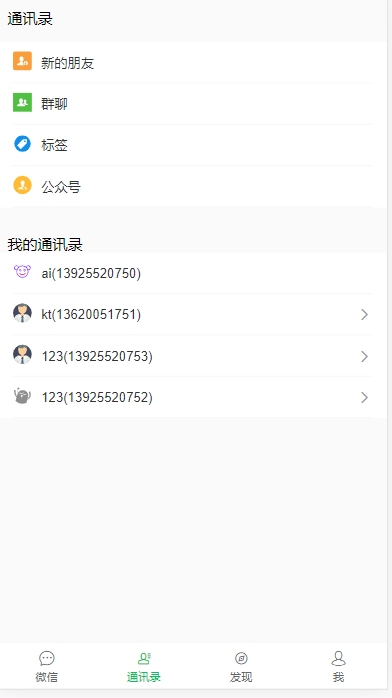 通讯录
新的朋友
群聊
标签
公众号
我的通讯录
ai(13925520750)
kt(13620051751)
123(13925520753)
123(13925520752)
微信 通讯录 发现 我